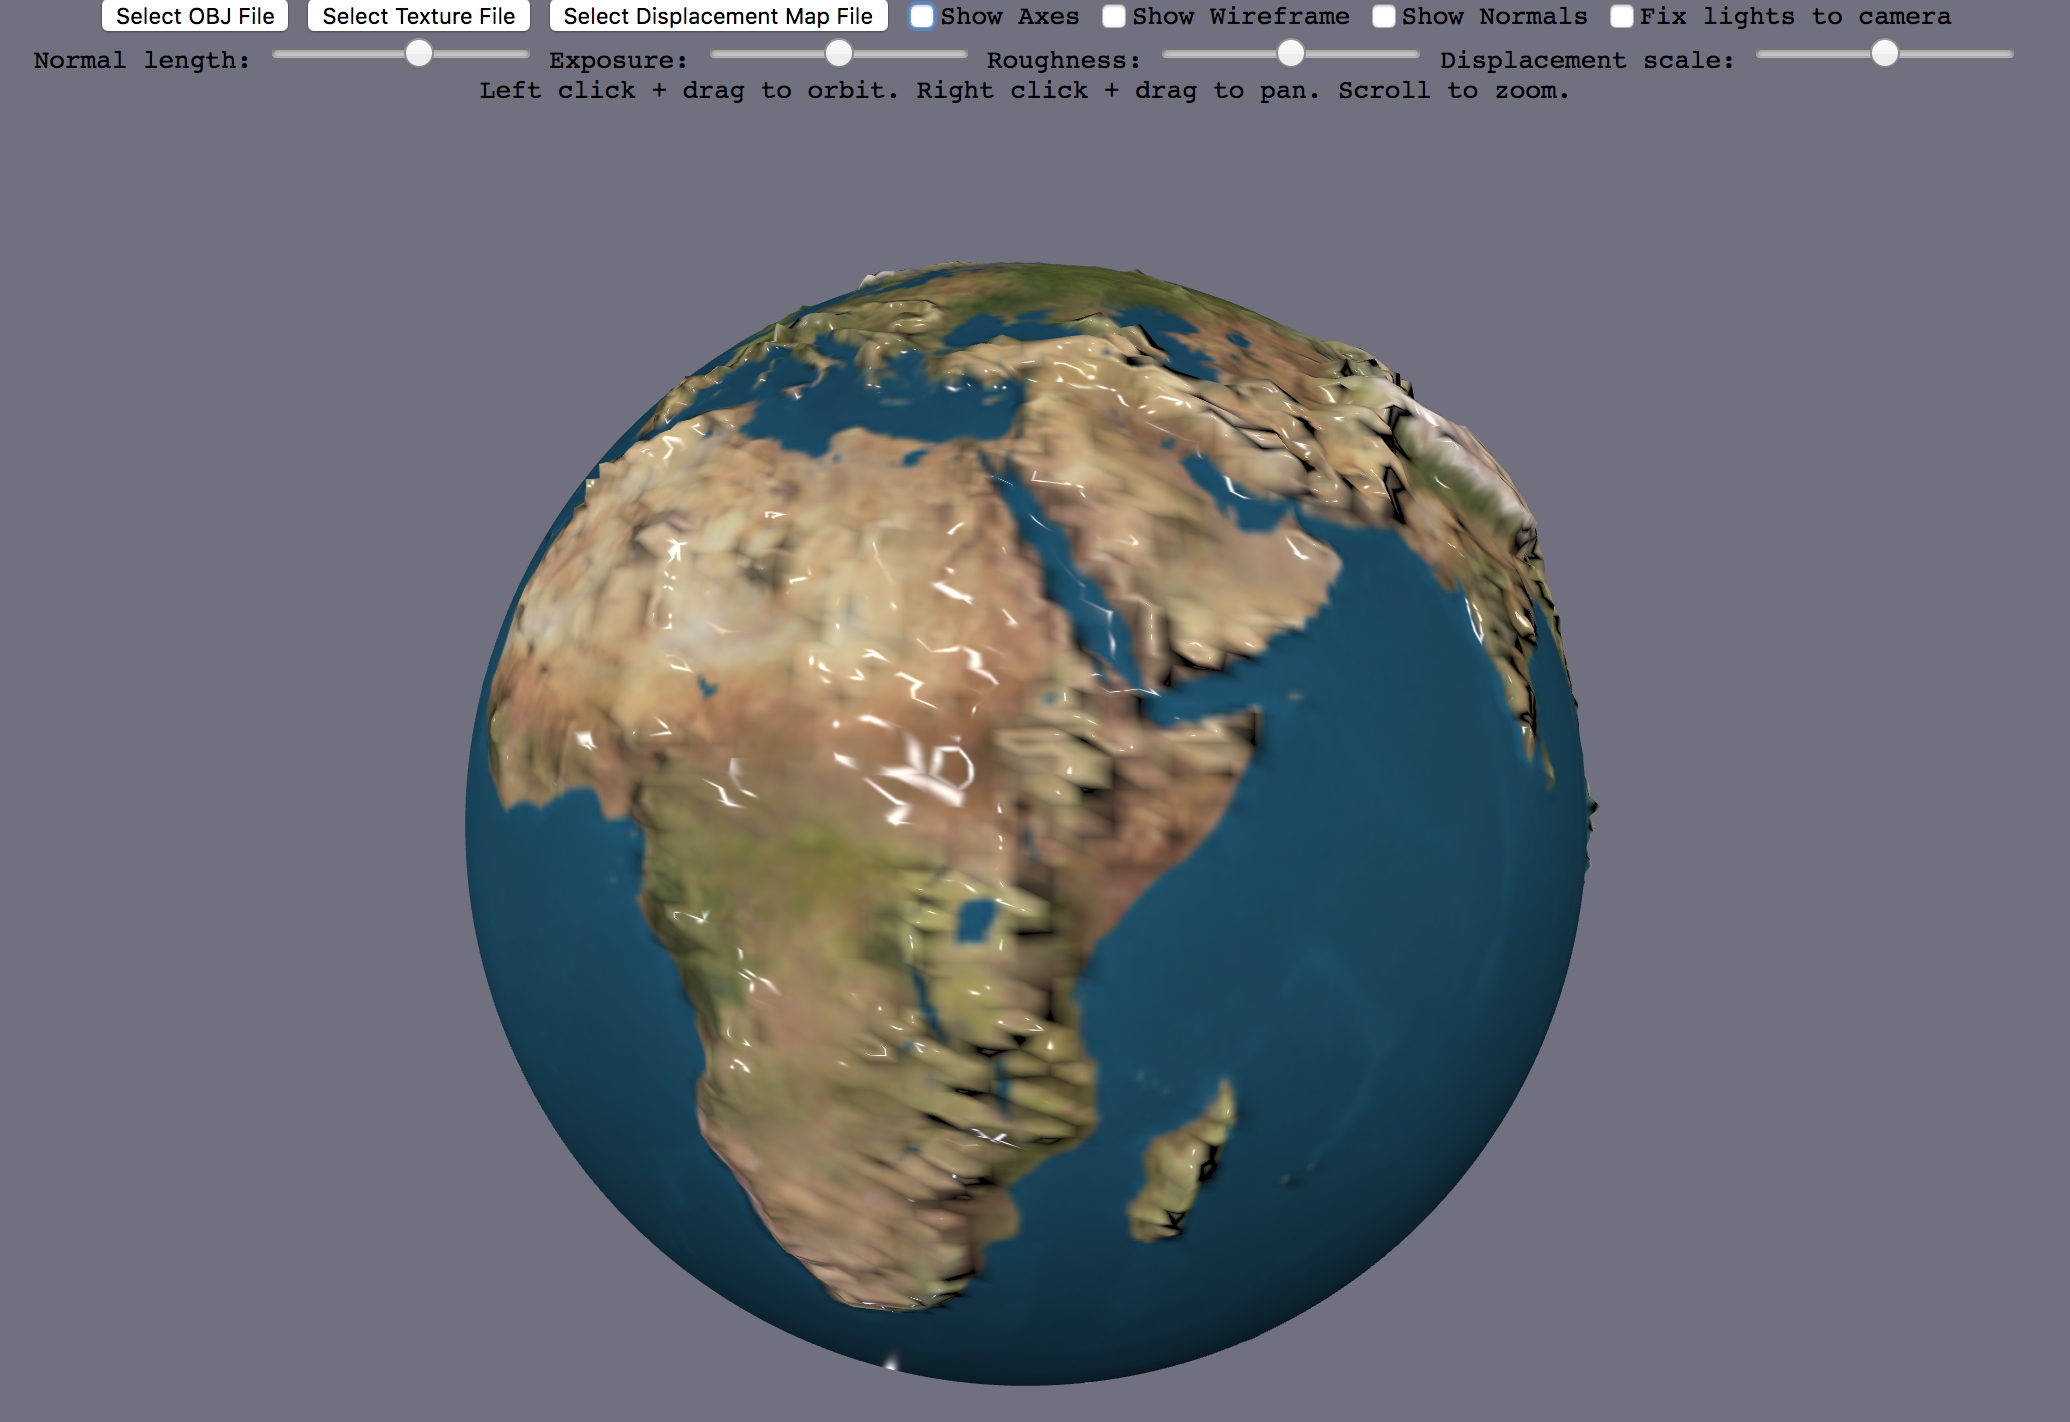 Select OBJ File Select Texture File Select Displacement Map File Show Axes Show Wireframe Show Normals Fix lights to camera
Normal length: Exposure: Roughness: Displacement scale:
Left click + drag to orbit. Right click + drag to pan. Scroll to zoom.